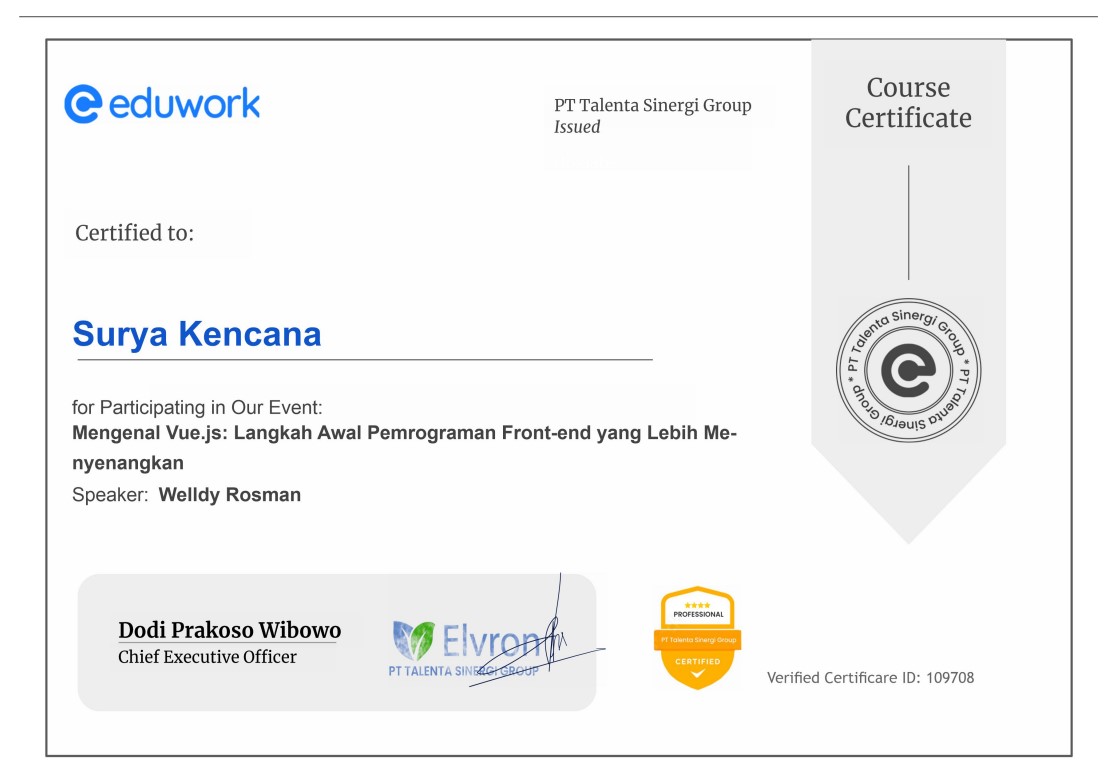 eduwork
PT Talenta Sinergi Group
Issued
Course
Certificate
Certified to:
Surya Kencana
PT Talenta Sinergi Group * PT Talenta Sinergi Group *
for Participating in Our Event:
Mengenal Vue.js: Langkah Awal Pemrograman Front-end yang Lebih Me-
nyenangkan
Speaker: Welldy Rosman
Dodi Prakoso Wibowo
Chief Executive Officer
Elvron
PT TALENTA SINERGI GROUP
PROFESSIONAL
PT Talenta Sinergi Group
CERTIFIED
Verified Certificare ID: 109708